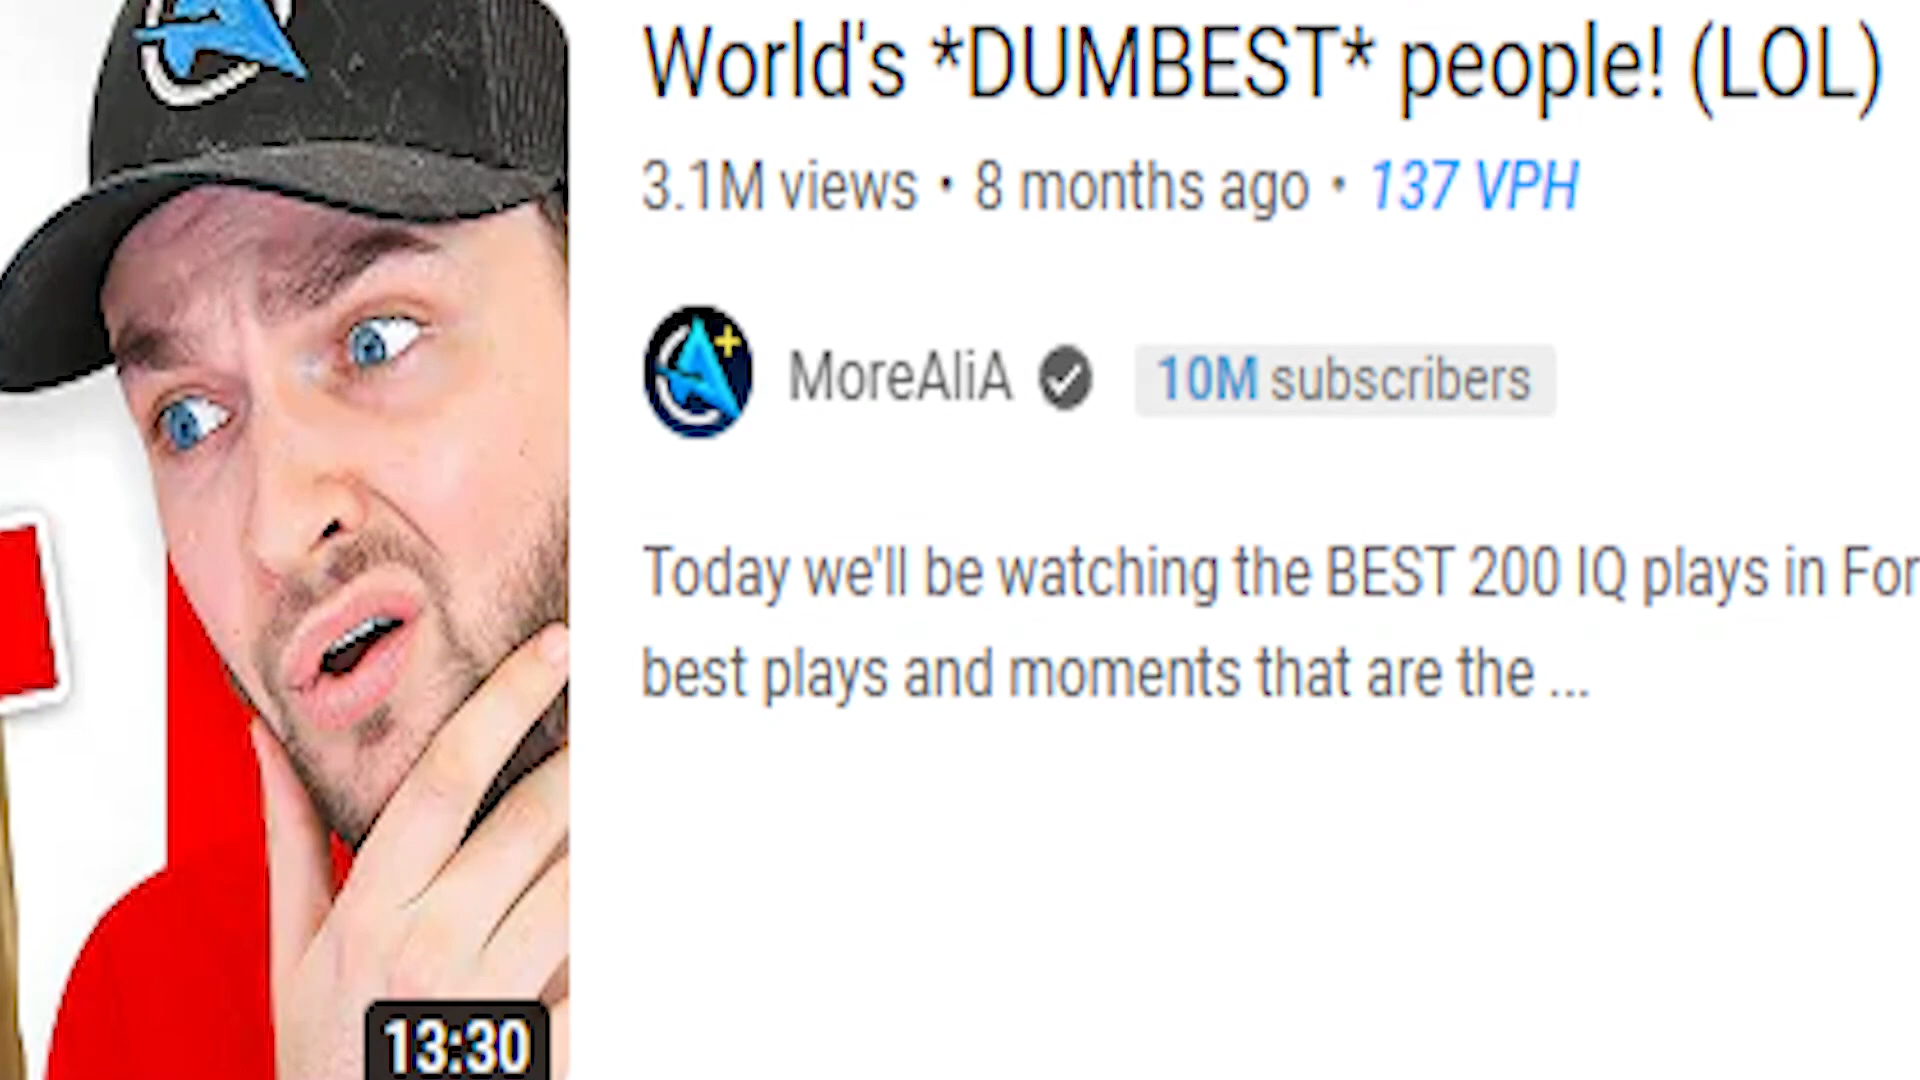 World's *DUMBEST* people! (LOL)
3.1M views • 8 months ago • 137 VPH
MoreAliA 10M subscribers
Today we'll be watching the BEST 200 IQ plays in For
best plays and moments that are the ...
13:30